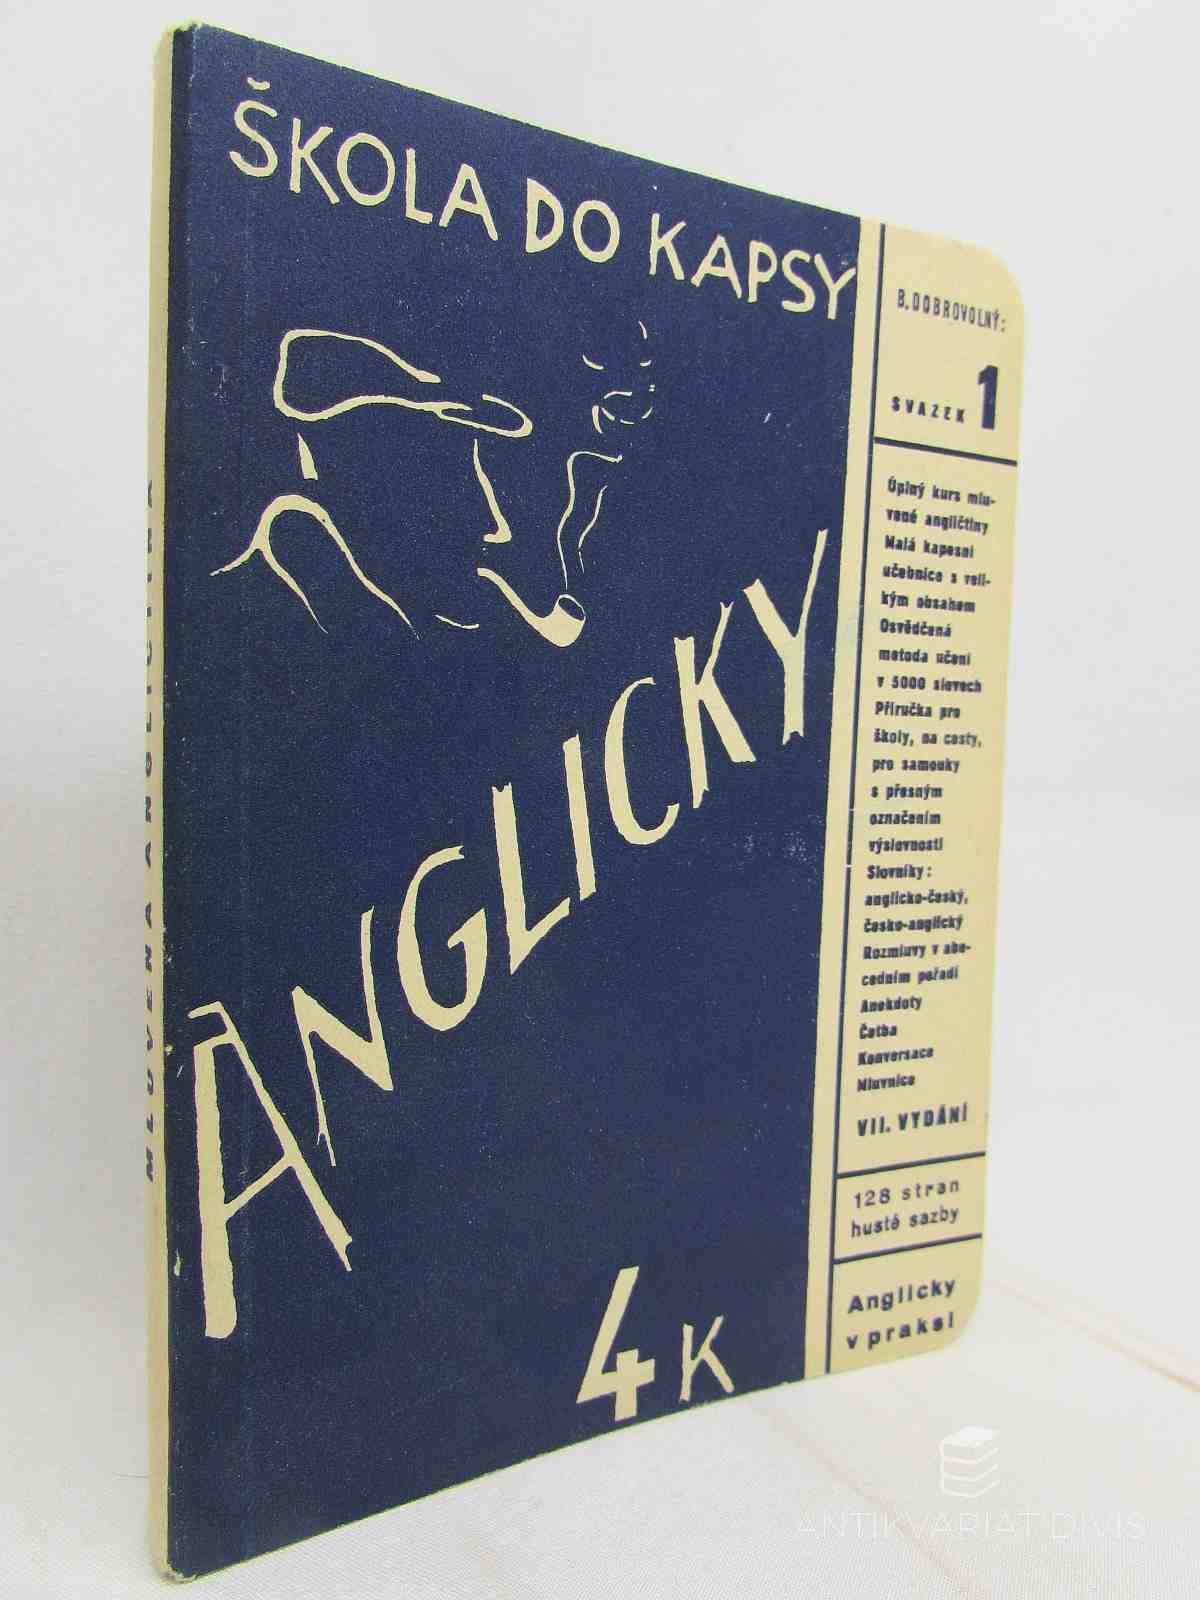 ŠKOLA DO KAPSY
ANGLICKY
4 K
B. DOBROVOLNÝ:
SVAZEK 1
Úplný kurs mlu-
vené angličtiny
Malá kapesní
učebnice s veli-
kým obsahem
Osvědčená
metoda učení
v 5000 slovech
Příručka pro
školy, na cesty,
pro samouky
s přesným
označením
výslovnosti
Slovníky:
anglicko-český,
česko-anglický
Rozmluvy v abe-
cedním pořadí
Anekdoty
Četba
Konversace
Mluvnice
VII. VYDÁNÍ
128 stran
husté sazby
Anglicky
v praksi
MLUVENÁ ANGLIČTINA
ANTIKVARIAT DIVIS